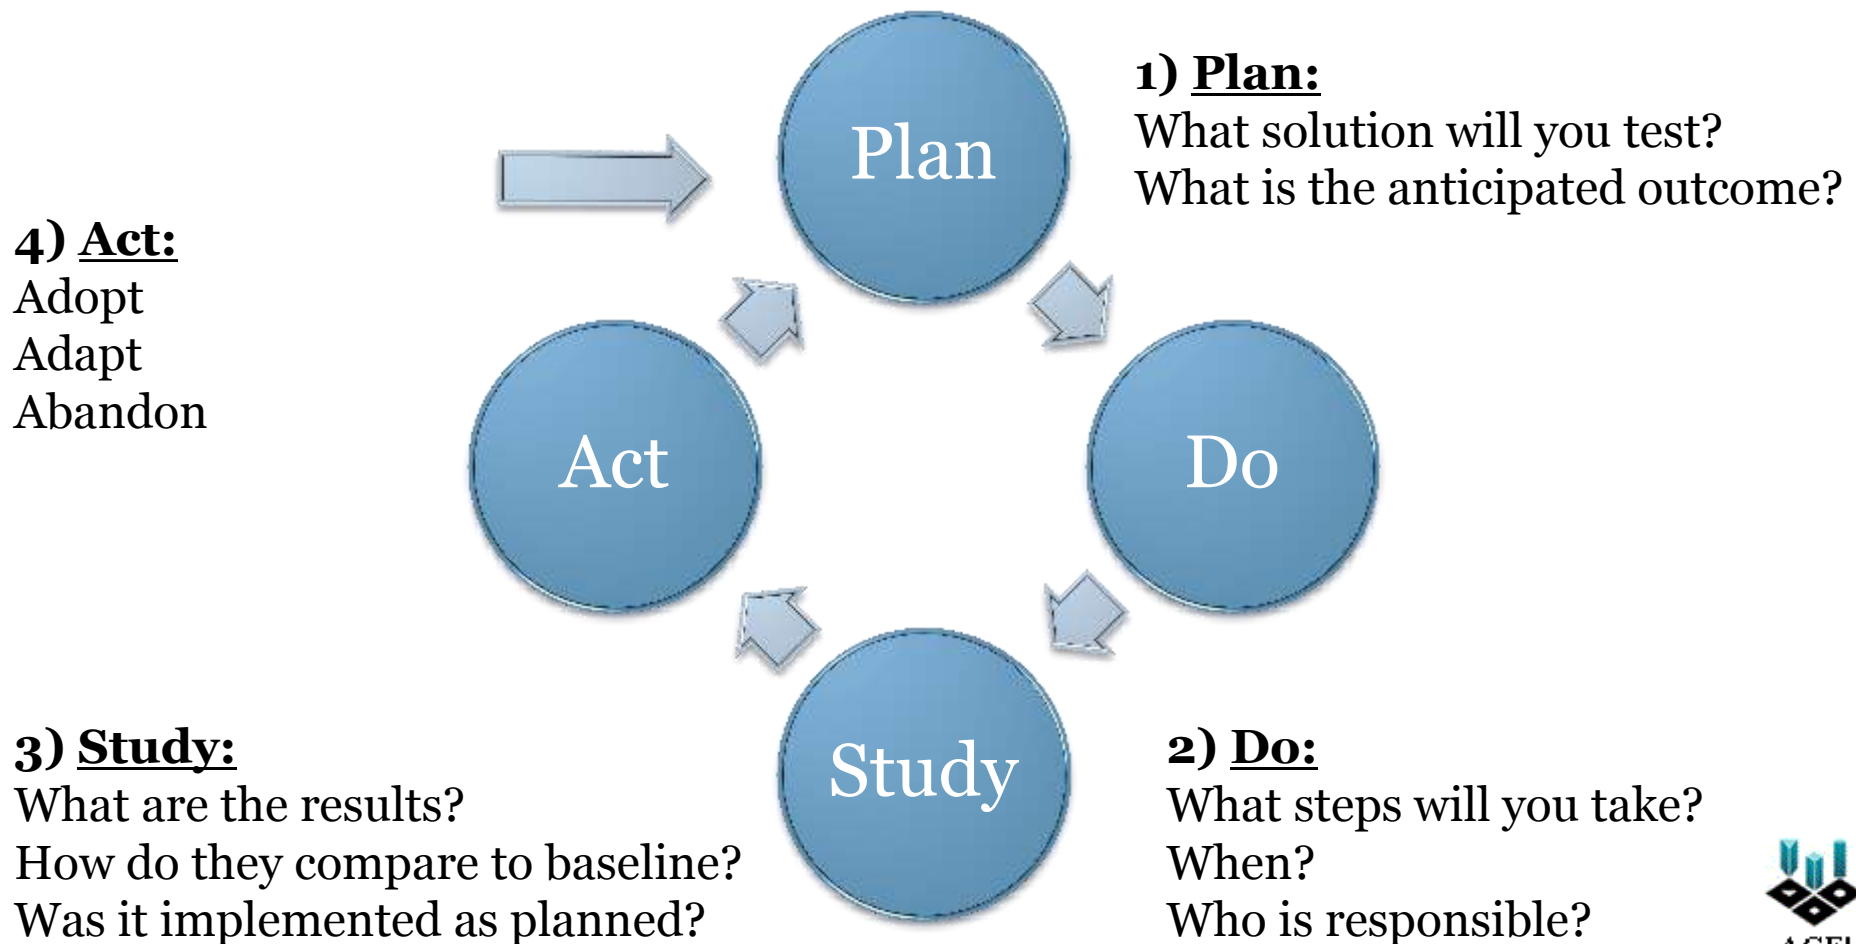 Plan
1) Plan:
What solution will you test?
What is the anticipated outcome?
4) Act:
Adopt
Adapt
Abandon
Act
Do
Study
3) Study:
What are the results?
How do they compare to baseline?
Was it implemented as planned?
2) Do:
What steps will you take?
When?
Who is responsible?